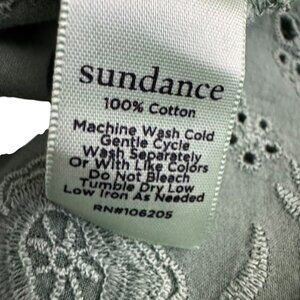 sundance
100% Cotton
Machine Wash Cold
Gentle Cycle
Wash Separately
Or With Like Colors
Do Not Bleach
Tumble Dry Low
Low Iron As Needed
RN#106205